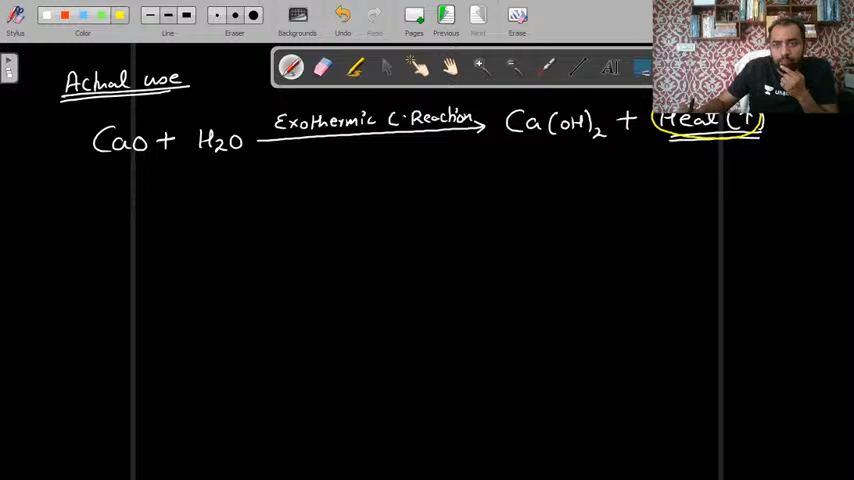 Stylus
Color
Line
Eraser
Backgrounds
Undo
Redo
Pages
Previous
Next
Erase
Actual use
CaO + H2O Exothermic C. Reaction Ca(OH)2 + Heat (↑)